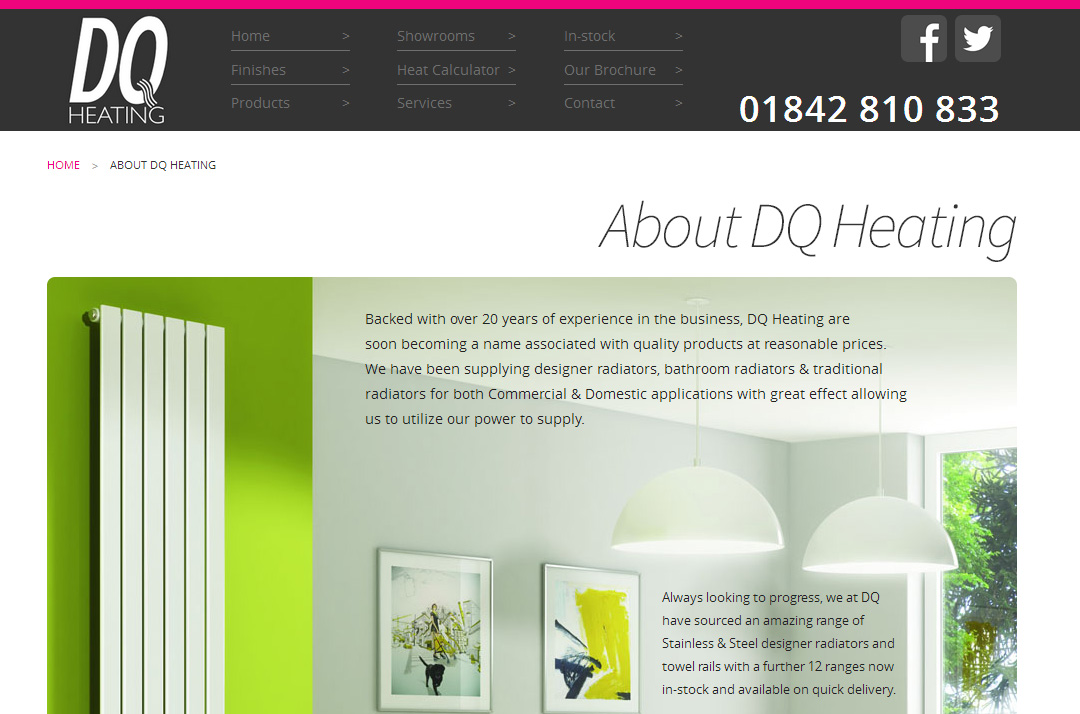 DQ
HEATING
Home >
Finishes >
Products >
Showrooms >
Heat Calculator >
Services >
In-stock >
Our Brochure >
Contact >
01842 810 833
HOME > ABOUT DQ HEATING
About DQ Heating
Backed with over 20 years of experience in the business, DQ Heating are
soon becoming a name associated with quality products at reasonable prices.
We have been supplying designer radiators, bathroom radiators & traditional
radiators for both Commercial & Domestic applications with great effect allowing
us to utilize our power to supply.
Always looking to progress, we at DQ
have sourced an amazing range of
Stainless & Steel designer radiators and
towel rails with a further 12 ranges now
in-stock and available on quick delivery.